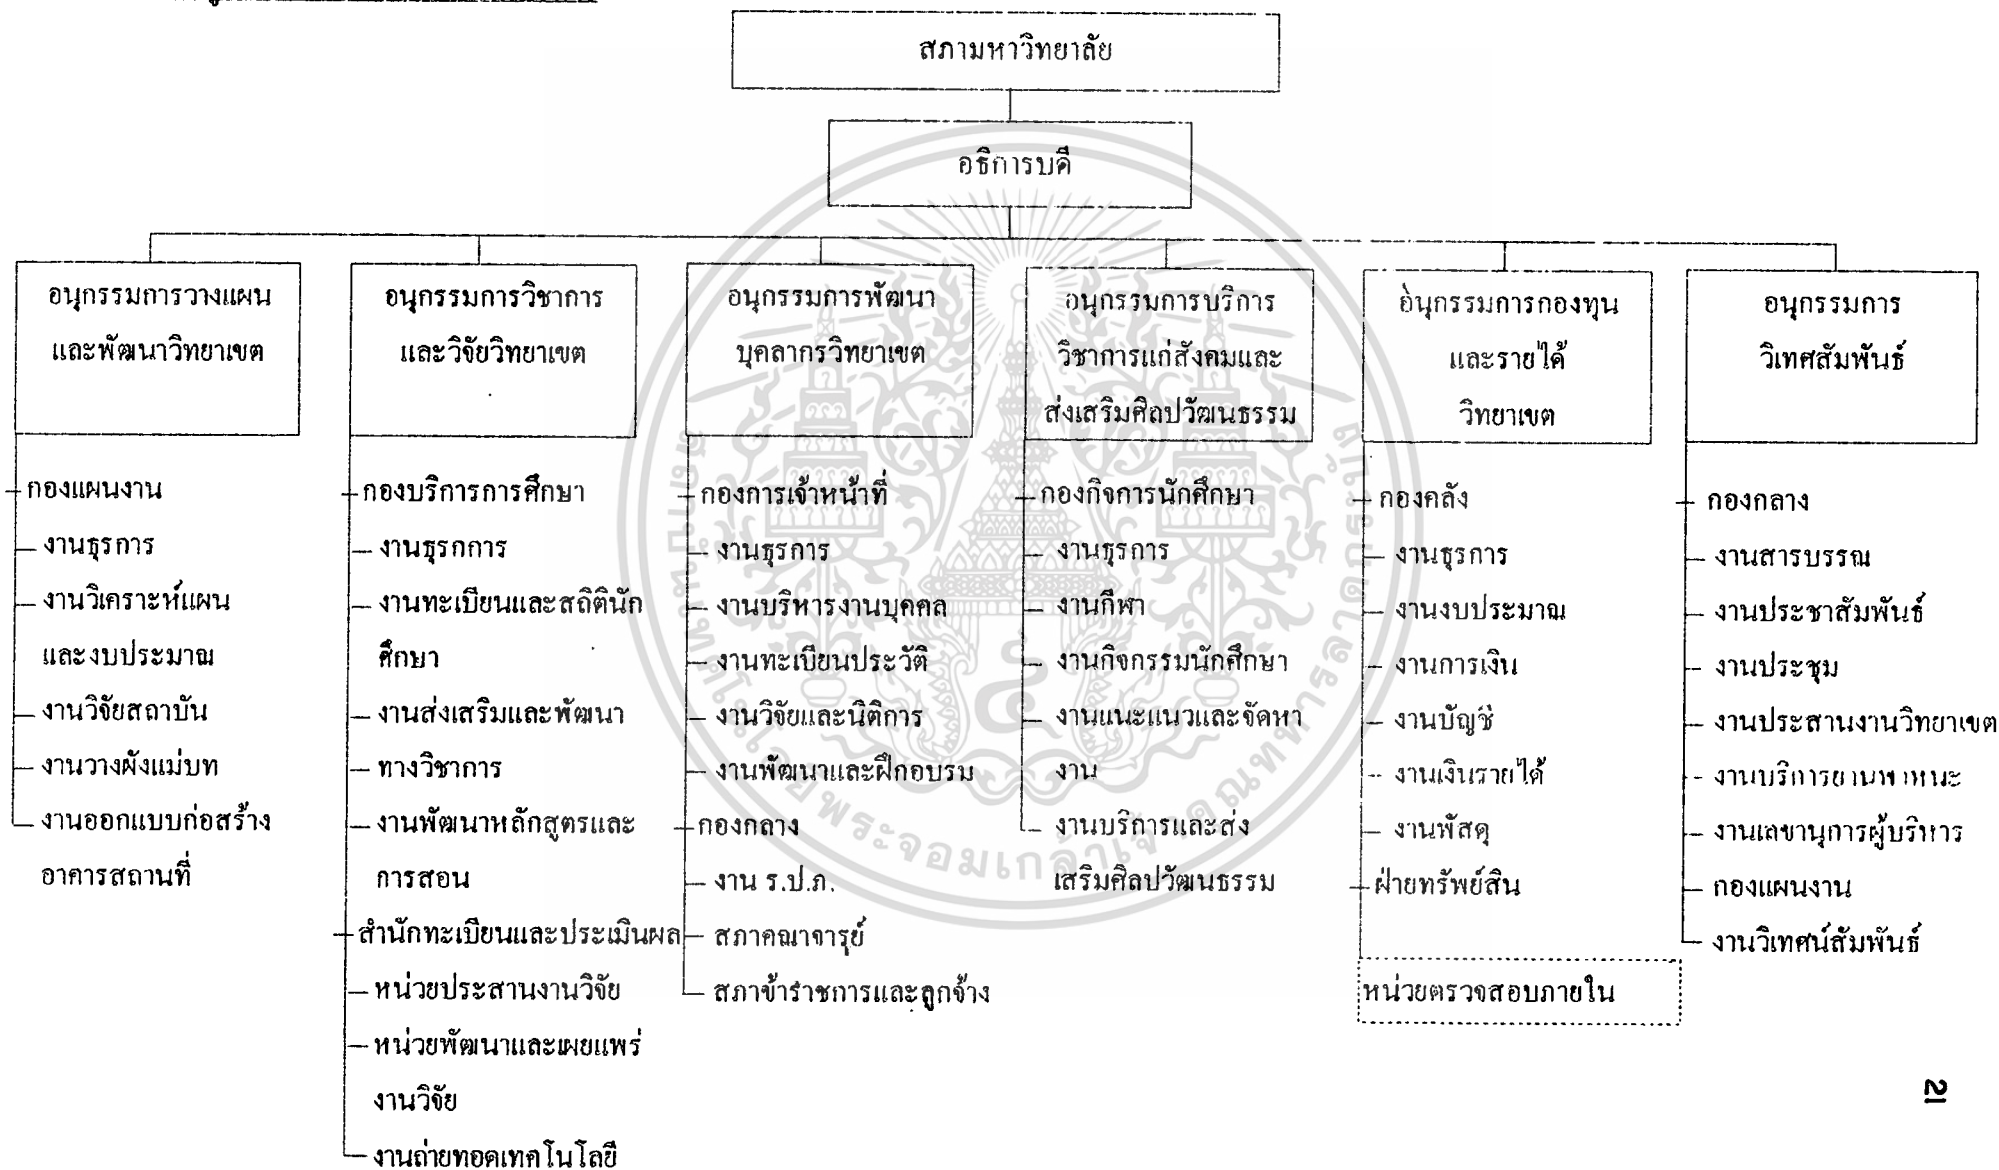 สภามหาวิทยาลัย
อธิการบดี
อนุกรรมการวางแผน
และพัฒนาวิทยาเขต
กองแผนงาน
งานธุรการ
งานวิเคราะห์แผน
และงบประมาณ
งานวิจัยสถาบัน
งานวางผังแม่บท
งานออกแบบก่อสร้าง
อาคารสถานที่
อนุกรรมการวิชาการ
และวิจัยวิทยาเขต
กองบริการการศึกษา
งานธุรกการ
งานทะเบียนและสถิตินัก
ศึกษา
งานส่งเสริมและพัฒนา
ทางวิชาการ
งานพัฒนาหลักสูตรและ
การสอน
สำนักทะเบียนและประเมินผล
หน่วยประสานงานวิจัย
หน่วยพัฒนาและเผยแพร่
งานวิจัย
งานถ่ายทอดเทคโนโลยี
อนุกรรมการพัฒนา
บุคลากรวิทยาเขต
กองการเจ้าหน้าที่
งานธุรการ
งานบริหารงานบุคคล
งานทะเบียนประวัติ
งานวิจัยและนิติการ
งานพัฒนาและฝึกอบรม
กองกลาง
งาน ร.ป.ภ.
สภาคณาจารุย์
สภาข้าราชการและลูกจ้าง
อนุกรรมการบริการ
วิชาการแก่สังคมและ
ส่งเสริมศิลปวัฒนธรรม
กองกิจการนักศึกษา
งานธุรการ
งานกีฬา
งานกิจกรรมนักศึกษา
งานแนะแนวและจัดหา
งาน
งานบริการและส่ง
เสริมศิลปวัฒนธรรม
อนุกรรมการกองทุน
และรายได้
วิทยาเขต
กองคลัง
งานธุรการ
งานงบประมาณ
งานการเงิน
งานบัญชี
งานเงินรายได้
งานพัสดุ
ฝ่ายทรัพย์สิน
หน่วยตรวจสอบภายใน
อนุกรรมการ
วิเทศสัมพันธ์
กองกลาง
งานสารบรรณ
งานประชาสัมพันธ์
งานประชุม
งานประสานงานวิทยาเขต
งานบริการยานพาหนะ
งานเลขานุการผู้บริหาร
กองแผนงาน
งานวิเทศน์สัมพันธ์
21